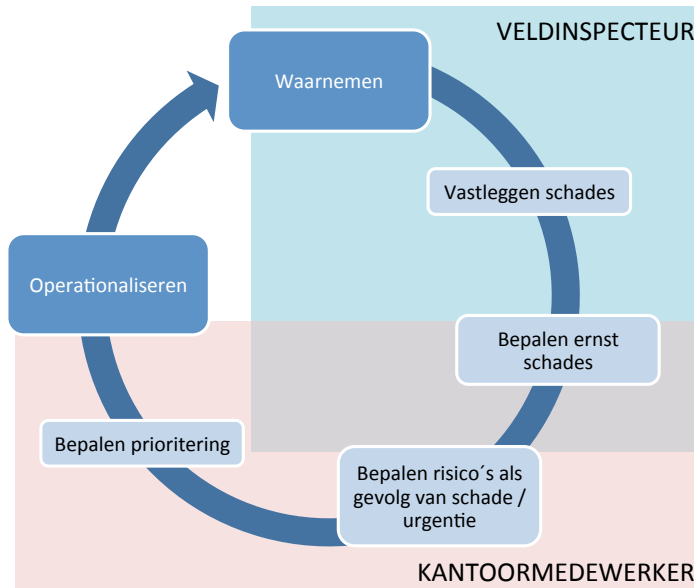 VELDINSPECTEUR
Waarnemen
Vastleggen schades
Bepalen ernst
schades
Bepalen risico´s als
gevolg van schade /
urgentie
Bepalen prioritering
Operationaliseren
KANTOORMEDEWERKER